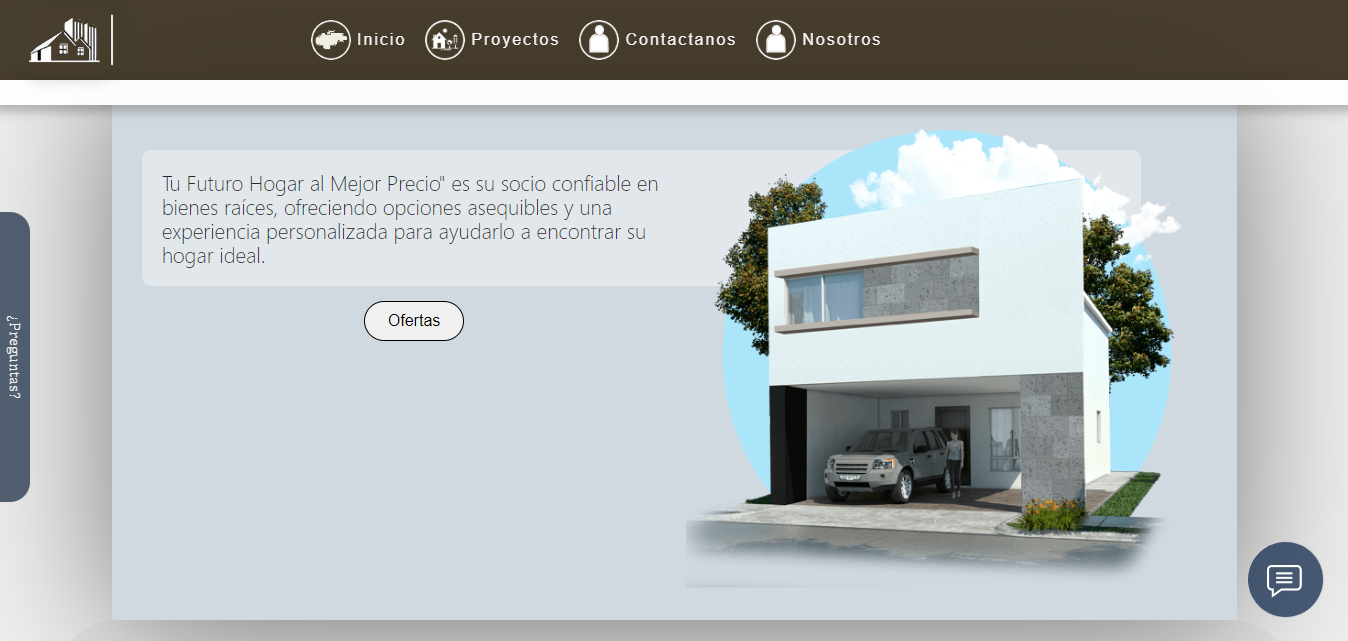 Inicio
Proyectos
Contactanos
Nosotros
Tu Futuro Hogar al Mejor Precio" es su socio confiable en
bienes raíces, ofreciendo opciones asequibles y una
experiencia personalizada para ayudarlo a encontrar su
hogar ideal.
Ofertas
¿Preguntas?